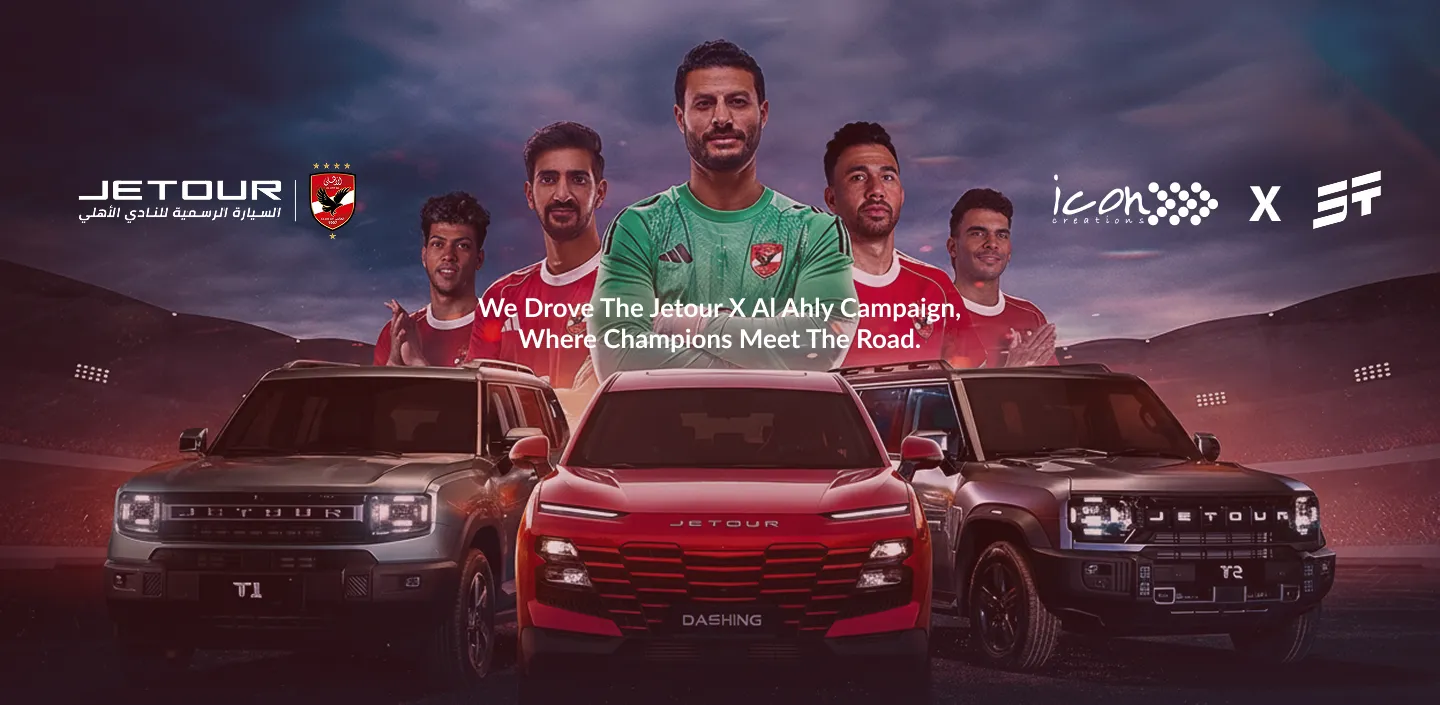 JETOUR
السيارة الرسمية للنادي الأهلي
icon
creations
X
ST
We Drove The Jetour X Al Ahly Campaign,
Where Champions Meet The Road.
JETOUR
T1
JETOUR
DASHING
JETOUR
T2